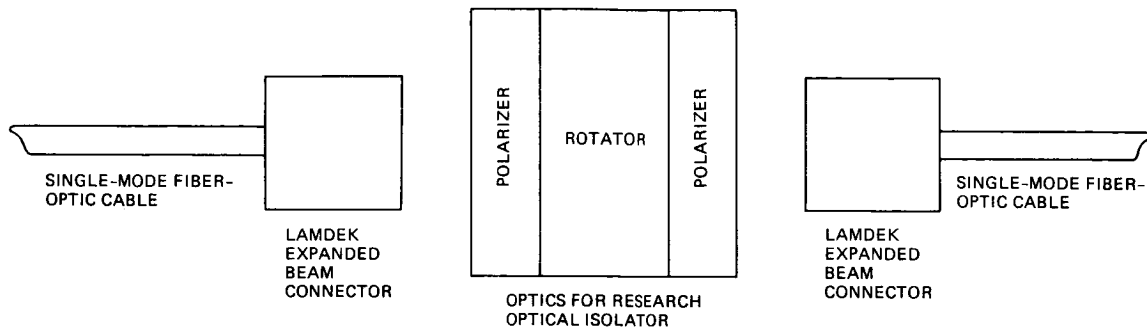 SINGLE-MODE FIBER-
OPTIC CABLE
LAMDEK
EXPANDED
BEAM
CONNECTOR
POLARIZER
ROTATOR
POLARIZER
OPTICS FOR RESEARCH
OPTICAL ISOLATOR
LAMDEK
EXPANDED
BEAM
CONNECTOR
SINGLE-MODE FIBER-
OPTIC CABLE